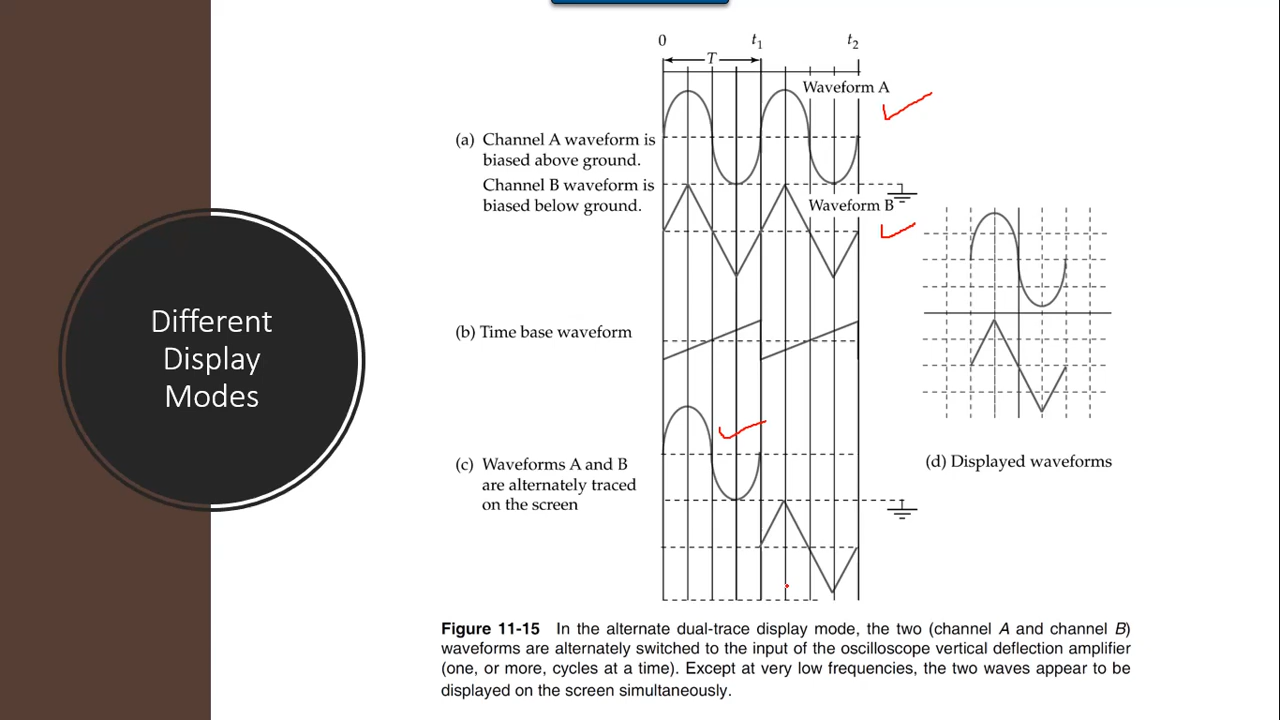 Different
Display
Modes
0
t1
t2
T
Waveform A
(a) Channel A waveform is
biased above ground.
Channel B waveform is
biased below ground.
Waveform B
(b) Time base waveform
(c) Waveforms A and B
are alternately traced
on the screen
(d) Displayed waveforms
Figure 11-15 In the alternate dual-trace display mode, the two (channel A and channel B)
waveforms are alternately switched to the input of the oscilloscope vertical deflection amplifier
(one, or more, cycles at a time). Except at very low frequencies, the two waves appear to be
displayed on the screen simultaneously.